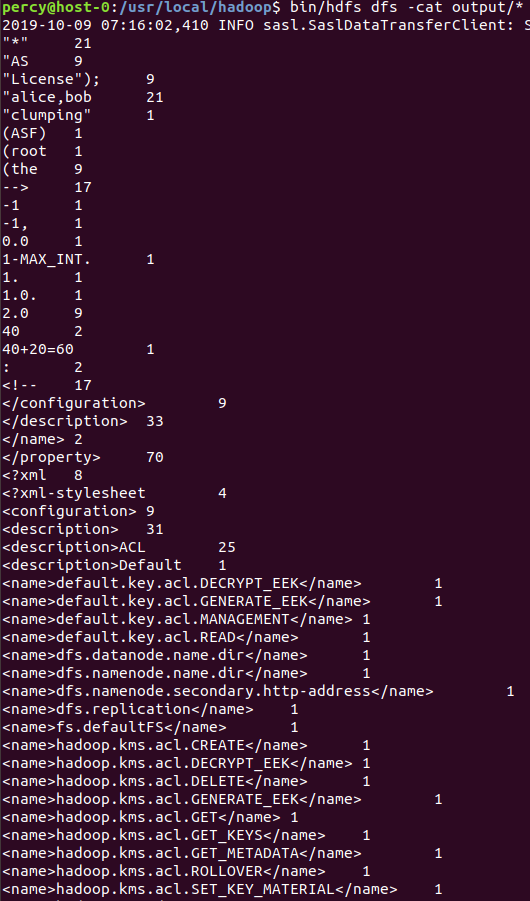 percy@host-0:/usr/local/hadoop$ bin/hdfs dfs -cat output/*
2019-10-09 07:16:02,410 INFO sasl.SaslDataTransferClient: S
"*"	21
"AS	9
"License");	9
"alice,bob	21
"clumping"	1
(ASF)	1
(root	1
(the	9
-->	17
-1	1
-1,	1
0.0	1
1-MAX_INT.	1
1.	1
1.0.	1
2.0	9
40	2
40+20=60	1
:	2
<!--	17
</configuration>	9
</description>	33
</name>	2
</property>	70
<?xml	8
<?xml-stylesheet	4
<configuration>	9
<description>	31
<description>ACL	25
<description>Default	1
<name>default.key.acl.DECRYPT_EEK</name>	1
<name>default.key.acl.GENERATE_EEK</name>	1
<name>default.key.acl.MANAGEMENT</name>	1
<name>default.key.acl.READ</name>	1
<name>dfs.datanode.name.dir</name>	1
<name>dfs.namenode.name.dir</name>	1
<name>dfs.namenode.secondary.http-address</name>	1
<name>dfs.replication</name>	1
<name>fs.defaultFS</name>	1
<name>hadoop.kms.acl.CREATE</name>	1
<name>hadoop.kms.acl.DECRYPT_EEK</name>	1
<name>hadoop.kms.acl.DELETE</name>	1
<name>hadoop.kms.acl.GENERATE_EEK</name>	1
<name>hadoop.kms.acl.GET</name>	1
<name>hadoop.kms.acl.GET_KEYS</name>	1
<name>hadoop.kms.acl.GET_METADATA</name>	1
<name>hadoop.kms.acl.ROLLOVER</name>	1
<name>hadoop.kms.acl.SET_KEY_MATERIAL</name>	1